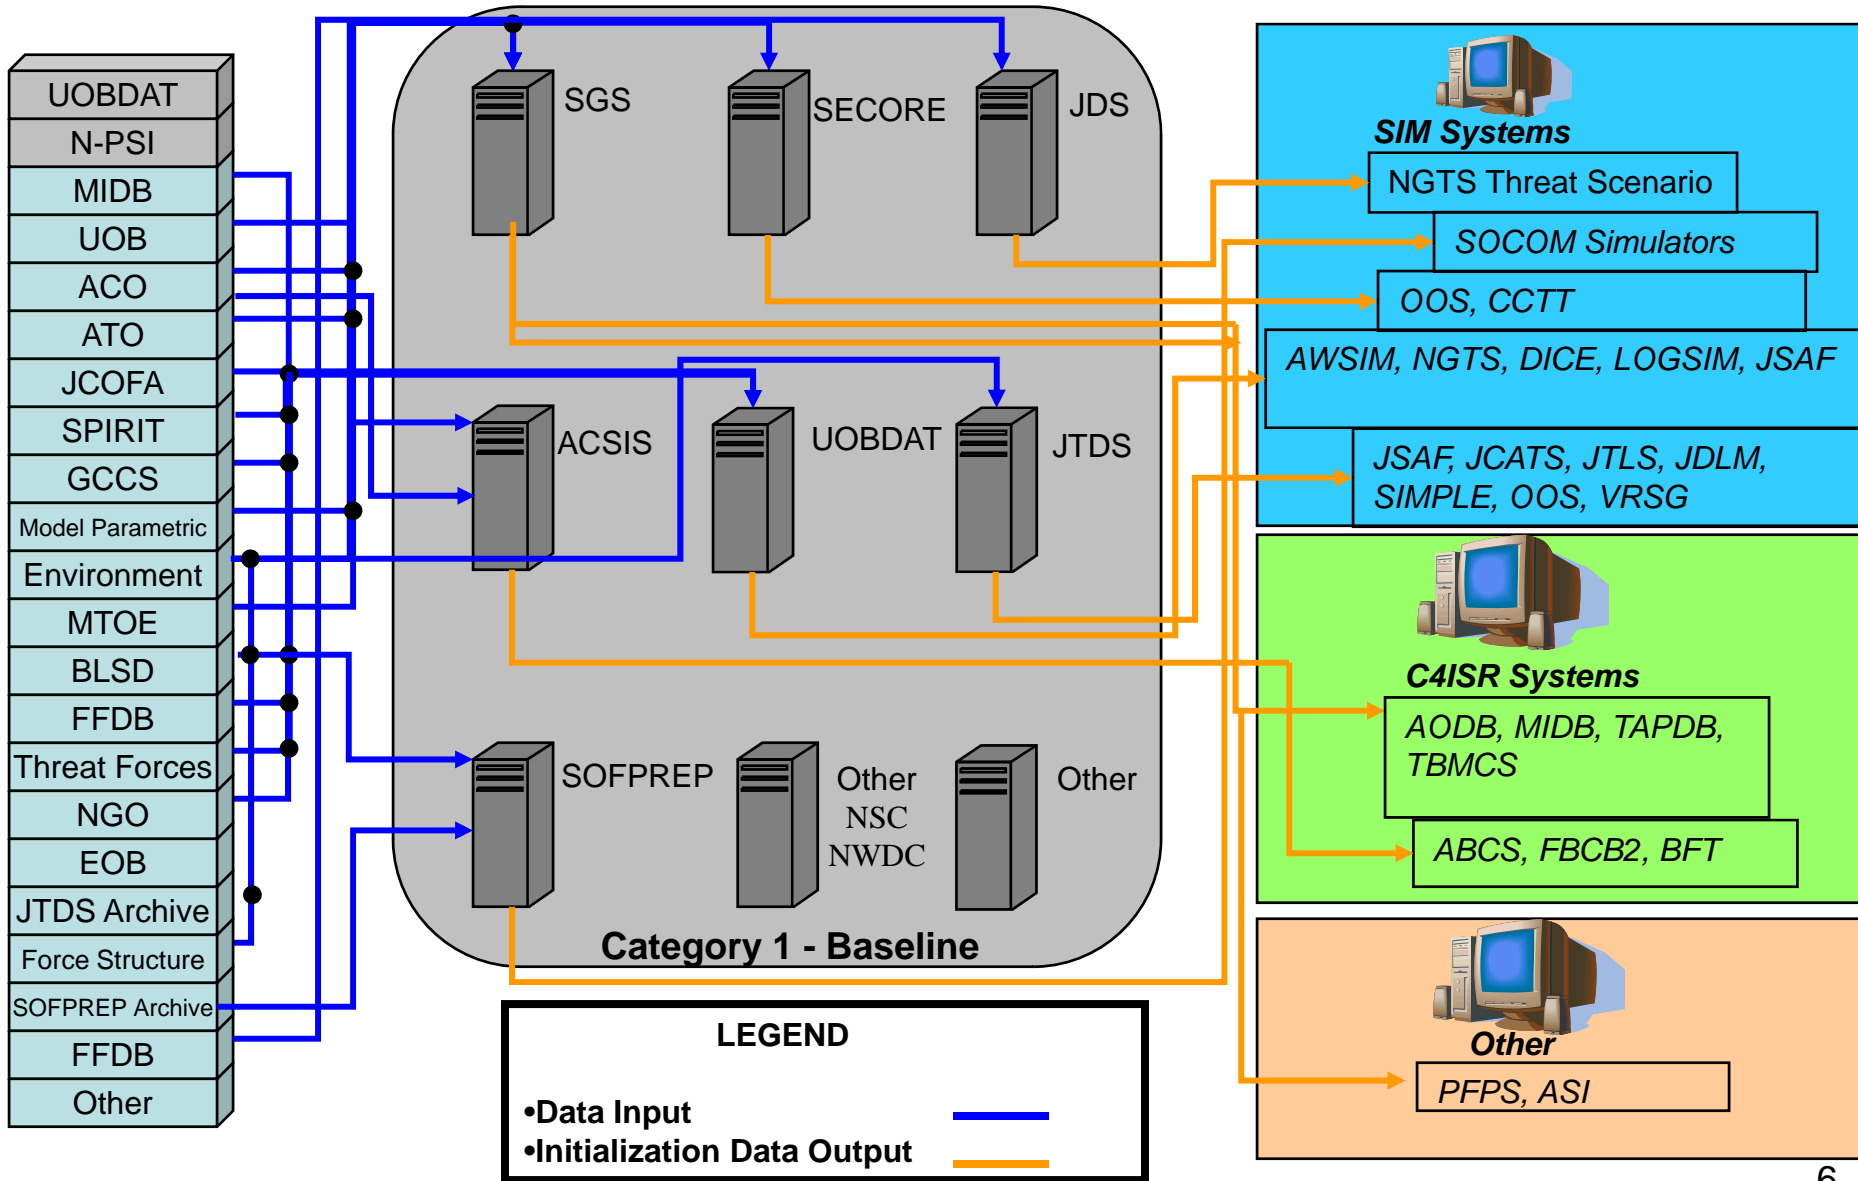 UOBDAT
N-PSI
MIDB
UOB
ACO
ATO
JCOFA
SPIRIT
GCCS
Model Parametric
Environment
MTOE
BLSD
FFDB
Threat Forces
NGO
EOB
JTDS Archive
Force Structure
SOFPREP Archive
FFDB
Other
SGS
SECORE
JDS
ACSIS
UOBDAT
JTDS
SOFPREP
Other
NSC
NWDC
Other
Category 1 - Baseline
LEGEND
•Data Input
•Initialization Data Output
SIM Systems
NGTS Threat Scenario
SOCOM Simulators
OOS, CCTT
AWSIM, NGTS, DICE, LOGSIM, JSAF
JSAF, JCATS, JTLS, JDLM,
SIMPLE, OOS, VRSG
C4ISR Systems
AODB, MIDB, TAPDB,
TBMCS
ABCS, FBCB2, BFT
Other
PFPS, ASI
6